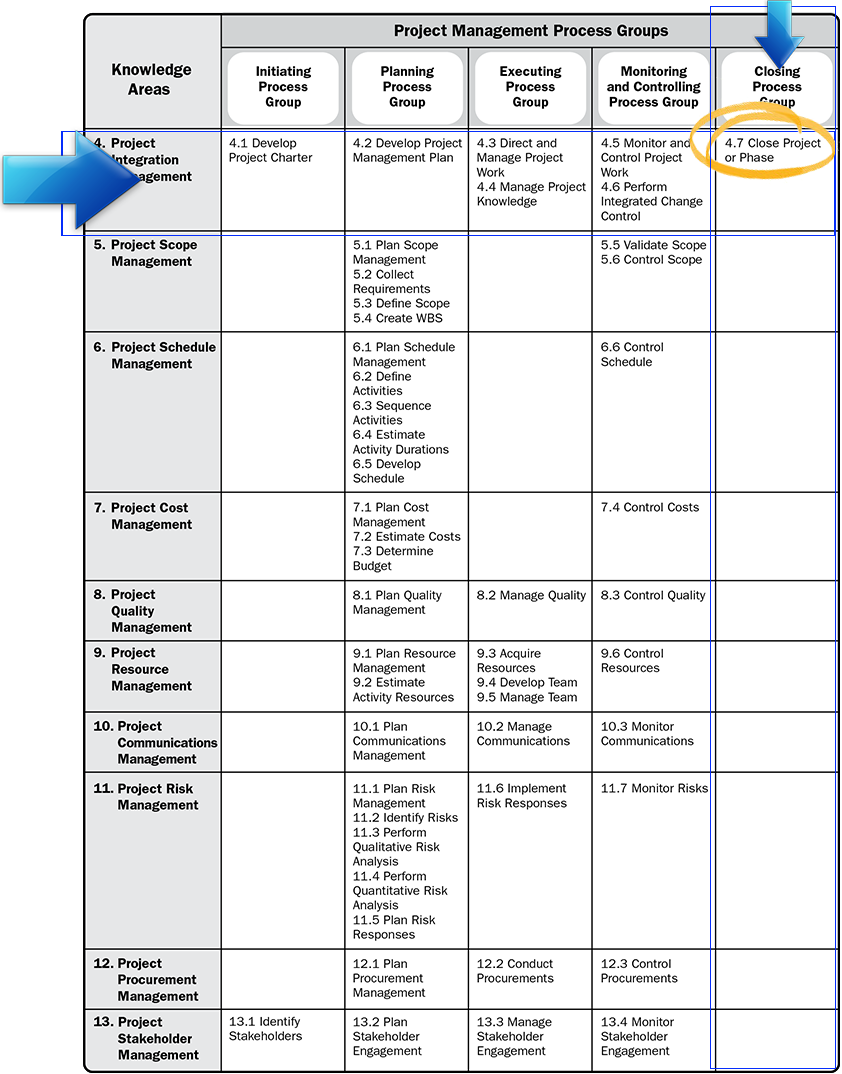 Project Management Process Groups
Knowledge
Areas
Initiating
Process
Group
Planning
Process
Group
Executing
Process
Group
Monitoring
and Controlling
Process Group
Closing
Process
Group
4. Project
Integration
Management
4.1 Develop
Project Charter
4.2 Develop Project
Management Plan
4.3 Direct and
Manage Project
Work
4.4 Manage Project
Knowledge
4.5 Monitor and
Control Project
Work
4.6 Perform
Integrated Change
Control
4.7 Close Project
or Phase
5. Project Scope
Management
5.1 Plan Scope
Management
5.2 Collect
Requirements
5.3 Define Scope
5.4 Create WBS
5.5 Validate Scope
5.6 Control Scope
6. Project Schedule
Management
6.1 Plan Schedule
Management
6.2 Define
Activities
6.3 Sequence
Activities
6.4 Estimate
Activity Durations
6.5 Develop
Schedule
6.6 Control
Schedule
7. Project Cost
Management
7.1 Plan Cost
Management
7.2 Estimate Costs
7.3 Determine
Budget
7.4 Control Costs
8. Project
Quality
Management
8.1 Plan Quality
Management
8.2 Manage Quality
8.3 Control Quality
9. Project
Resource
Management
9.1 Plan Resource
Management
9.2 Estimate
Activity Resources
9.3 Acquire
Resources
9.4 Develop Team
9.5 Manage Team
9.6 Control
Resources
10. Project
Communications
Management
10.1 Plan
Communications
Management
10.2 Manage
Communications
10.3 Monitor
Communications
11. Project Risk
Management
11.1 Plan Risk
Management
11.2 Identify Risks
11.3 Perform
Qualitative Risk
Analysis
11.4 Perform
Quantitative Risk
Analysis
11.5 Plan Risk
Responses
11.6 Implement
Risk Responses
11.7 Monitor Risks
12. Project
Procurement
Management
12.1 Plan
Procurement
Management
12.2 Conduct
Procurements
12.3 Control
Procurements
13. Project
Stakeholder
Management
13.1 Identify
Stakeholders
13.2 Plan
Stakeholder
Engagement
13.3 Manage
Stakeholder
Engagement
13.4 Monitor
Stakeholder
Engagement